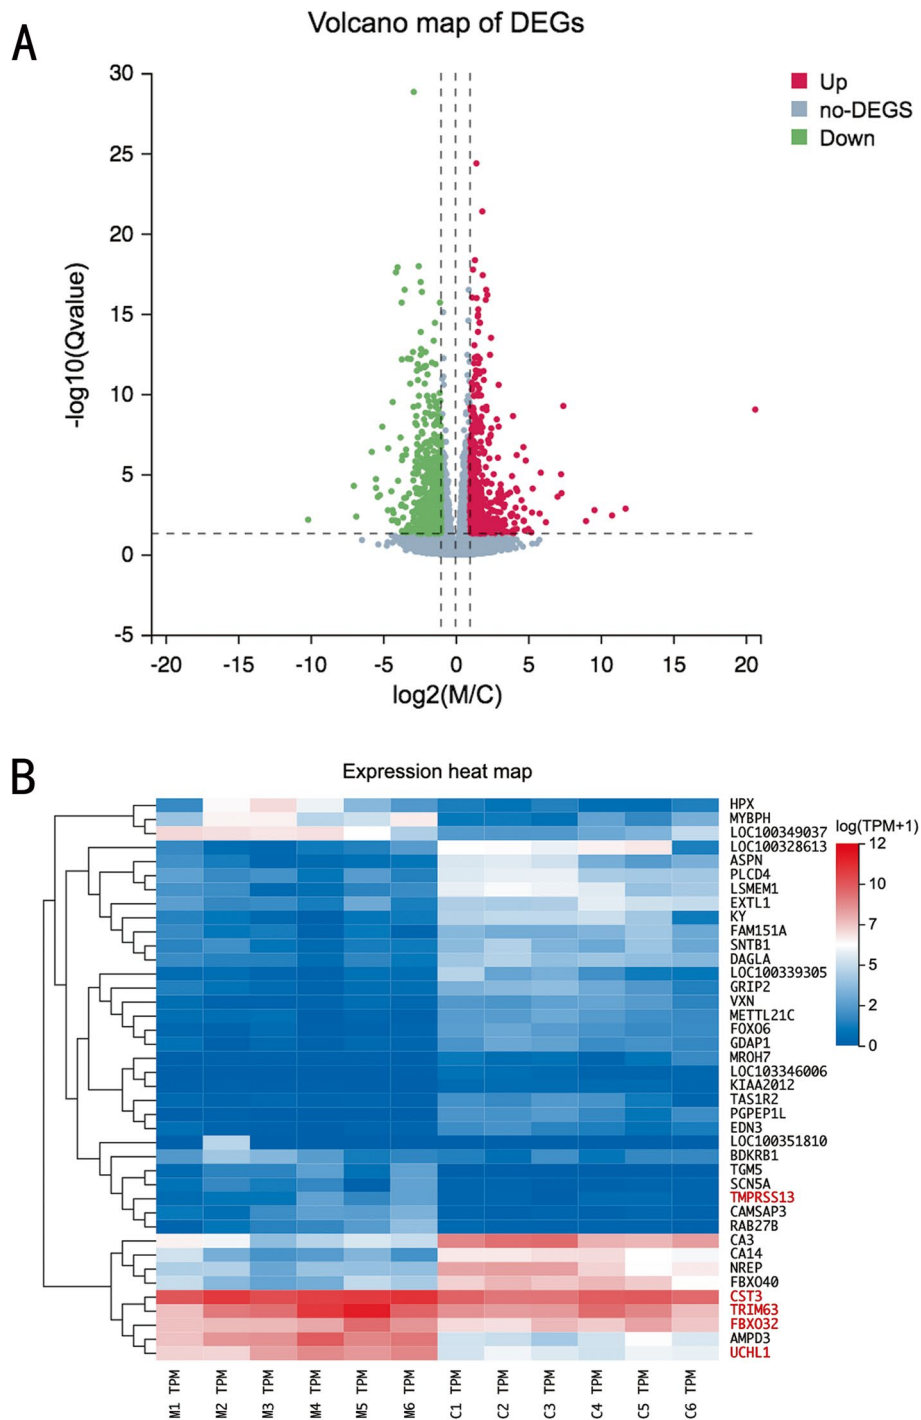 A
Volcano map of DEGs
30
25
20
15
10
5
0
-5
-log10(Qvalue)
-20 -15 -10 -5 0 5 10 15 20
log2(M/C)
Up
no-DEGS
Down
B
Expression heat map
HPX
MYBPH
LOC100349037
LOC100328613
ASPN
PLCD4
LSMEM1
EXTL1
KY
FAM151A
SNTB1
DAGLA
LOC100339305
GRIP2
VXN
METTL21C
FOXO6
GDAP1
MROH7
LOC103346006
KIAA2012
TAS1R2
PGPEP1L
EDN3
LOC100351810
BDKRB1
TGM5
SCN5A
TMPRSS13
CAMSAP3
RAB27B
CA3
CA14
NREP
FBXO40
CST3
TRIM63
FBXO32
AMPD3
UCHL1
log(TPM+1)
12
10
7
5
2
0
M1 TPM
M2 TPM
M3 TPM
M4 TPM
M5 TPM
M6 TPM
C1 TPM
C2 TPM
C3 TPM
C4 TPM
C5 TPM
C6 TPM